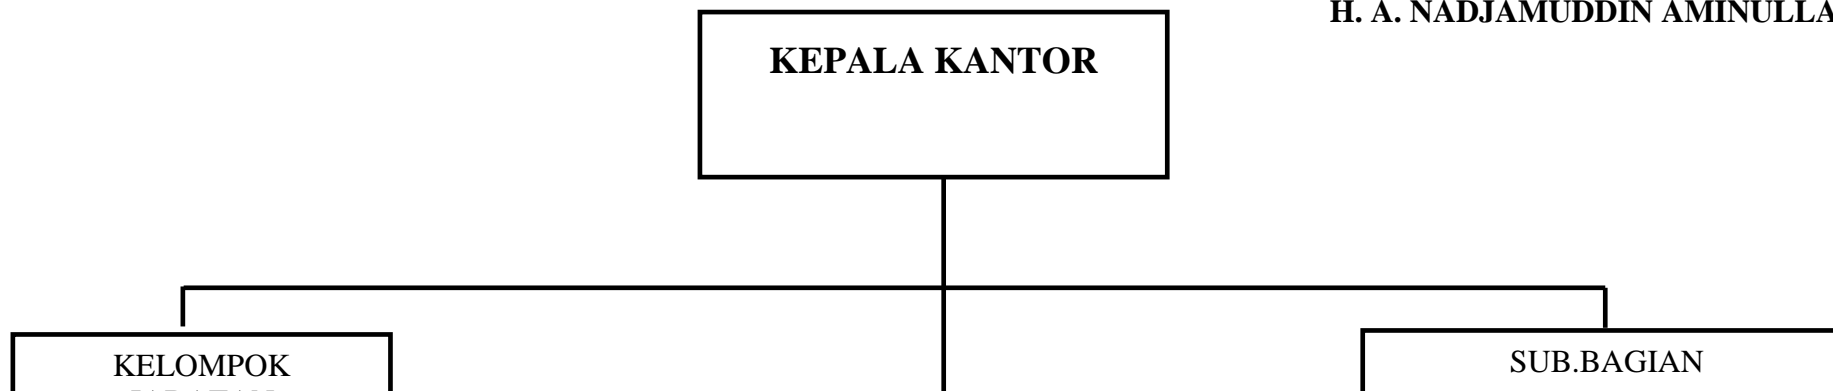 H. A. NADJAMUDDIN AMINULLA
KEPALA KANTOR
KELOMPOK
SUB.BAGIAN